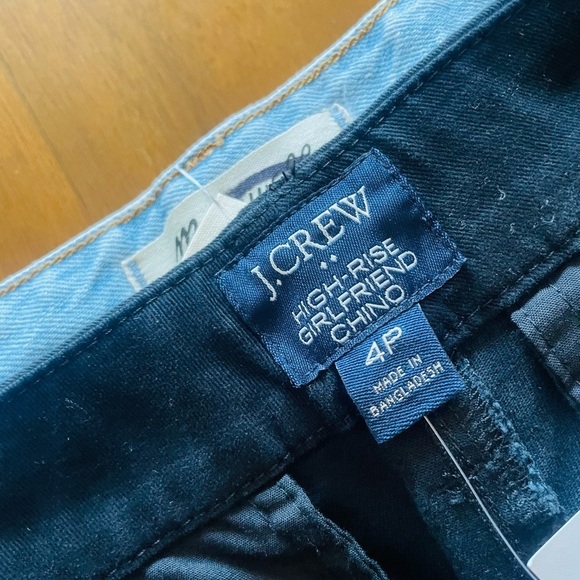 J.CREW
HIGH-RISE
GIRLFRIEND
CHINO
4P
MADE IN
BANGLADESH